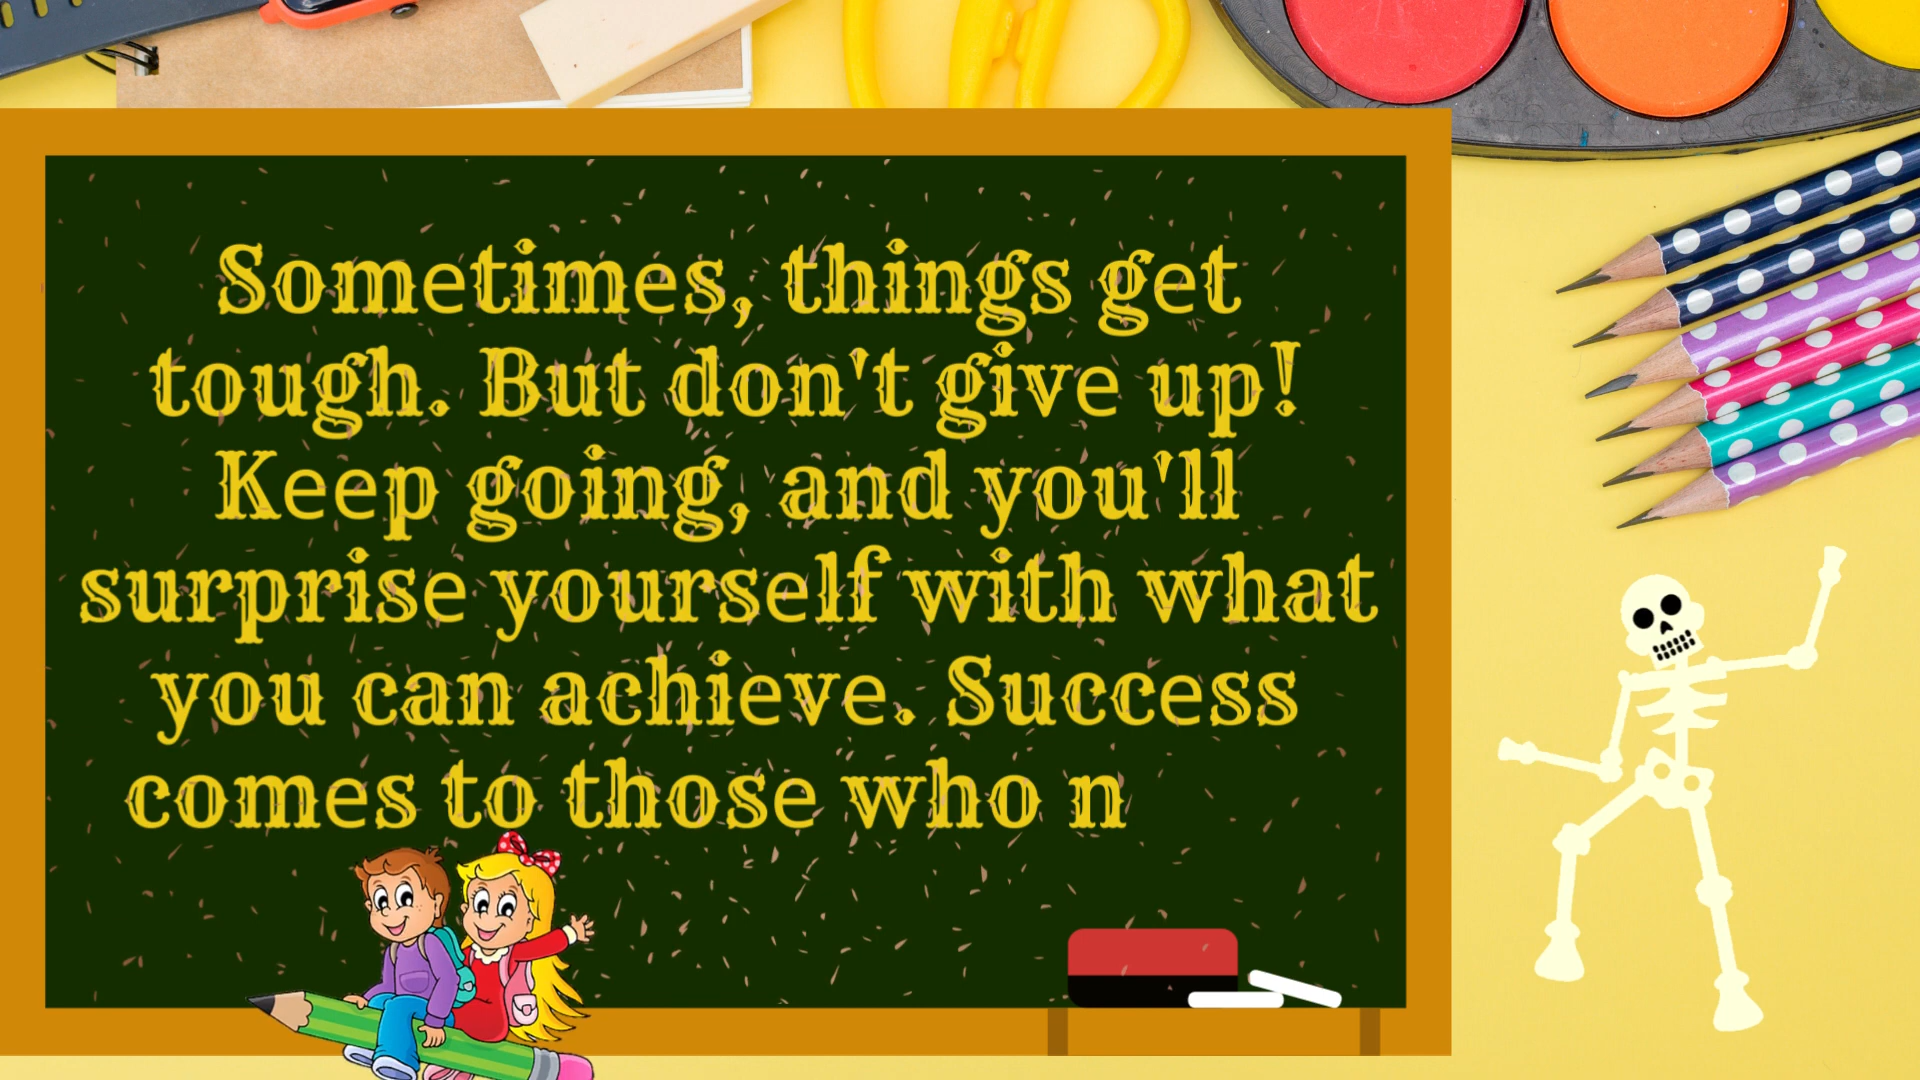 Sometimes, things get
tough. But don't give up!
Keep going, and you'll
surprise yourself with what
you can achieve. Success
comes to those who n